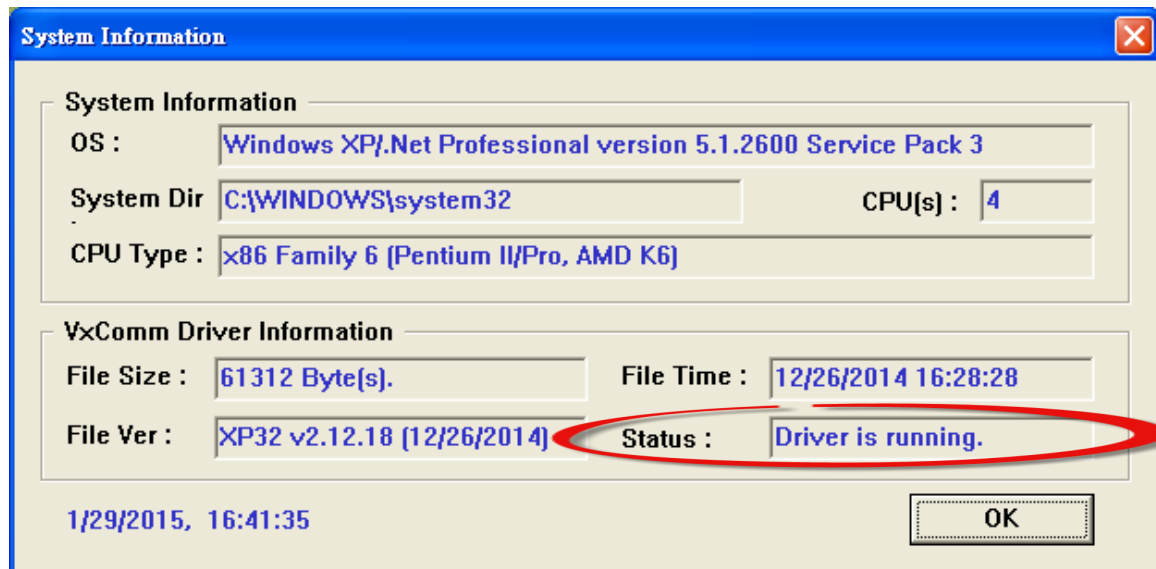 System Information
System Information
OS : Windows XP/.Net Professional version 5.1.2600 Service Pack 3
System Dir : C:\WINDOWS\system32 CPU(s) : 4
CPU Type : x86 Family 6 (Pentium II/Pro, AMD K6)
VxComm Driver Information
File Size : 61312 Byte(s). File Time : 12/26/2014 16:28:28
File Ver : XP32 v2.12.18 (12/26/2014) Status : Driver is running.
1/29/2015, 16:41:35 OK